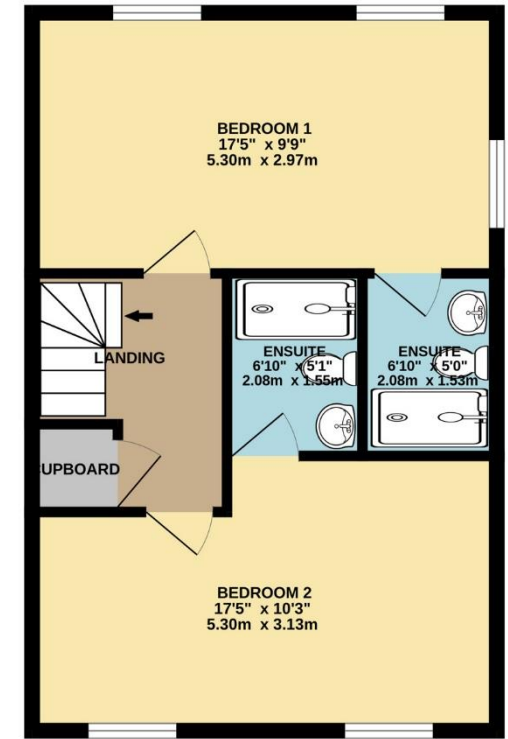 BEDROOM 1
17'5" x 9'9"
5.30m x 2.97m
LANDING
ENSUITE
6'10" x 5'1"
2.08m x 1.55m
ENSUITE
6'10" x 5'0"
2.08m x 1.53m
CUPBOARD
BEDROOM 2
17'5" x 10'3"
5.30m x 3.13m